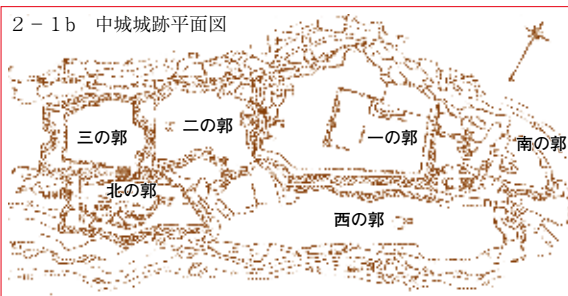 2－1b　中城城跡平面図
三の郭
二の郭
一の郭
南の郭
北の郭
西の郭